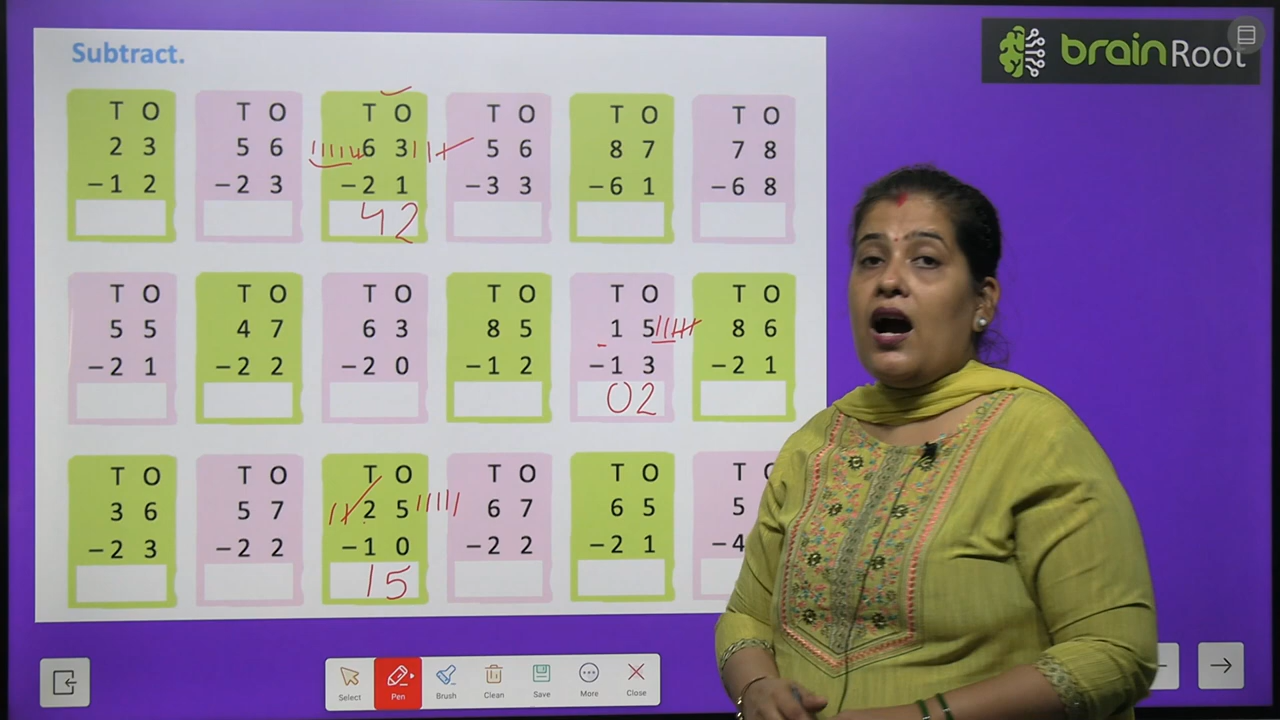 Subtract.
brainRoot
T O T O T O T O T O T O
2 3 5 6 6 3 5 6 8 7 7 8
−1 2 −2 3 −2 1 −3 3 −6 1 −6 8
42
T O T O T O T O T O T O
5 5 4 7 6 3 8 5 1 5 8 6
−2 1 −2 2 −2 0 −1 2 −1 3 −2 1
02
T O T O T O T O T O T
3 6 5 7 2 5 6 7 6 5 5
−2 3 −2 2 −1 0 −2 2 −2 1 −4
15
Select Pen Brush Clean Save More Close